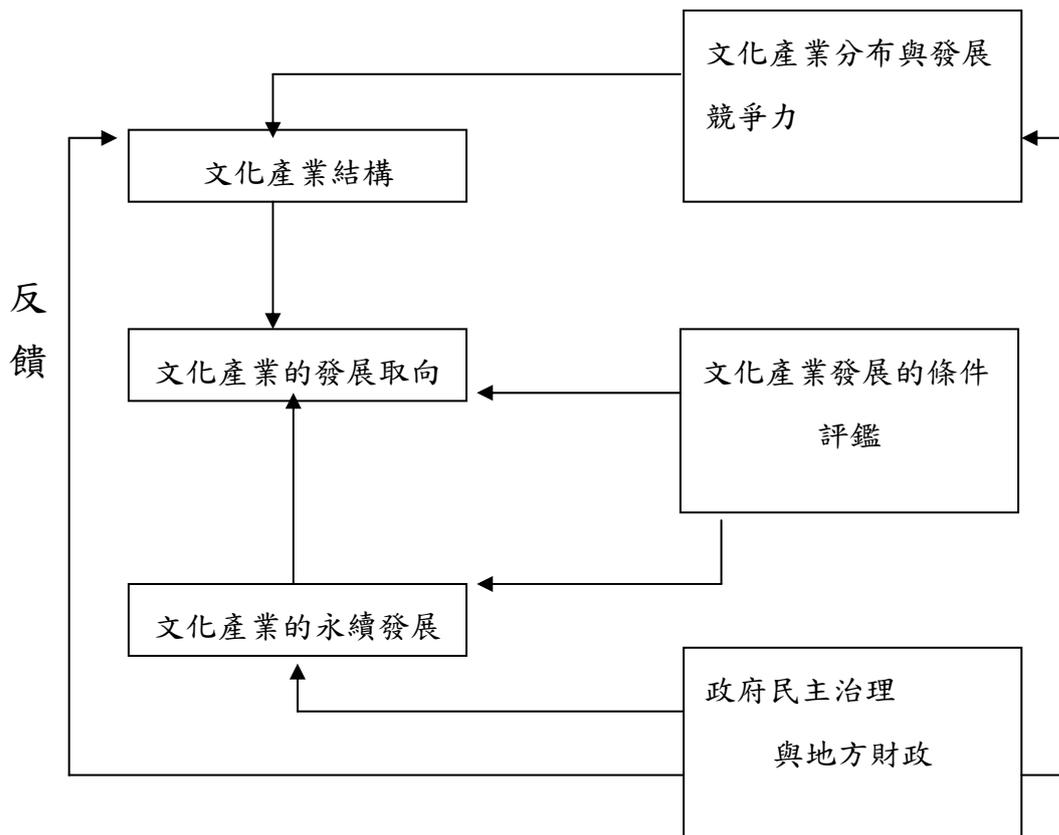 文化產業分布與發展
競爭力
文化產業結構
反
饋
文化產業的發展取向
文化產業發展的條件
評鑑
文化產業的永續發展
政府民主治理
與地方財政